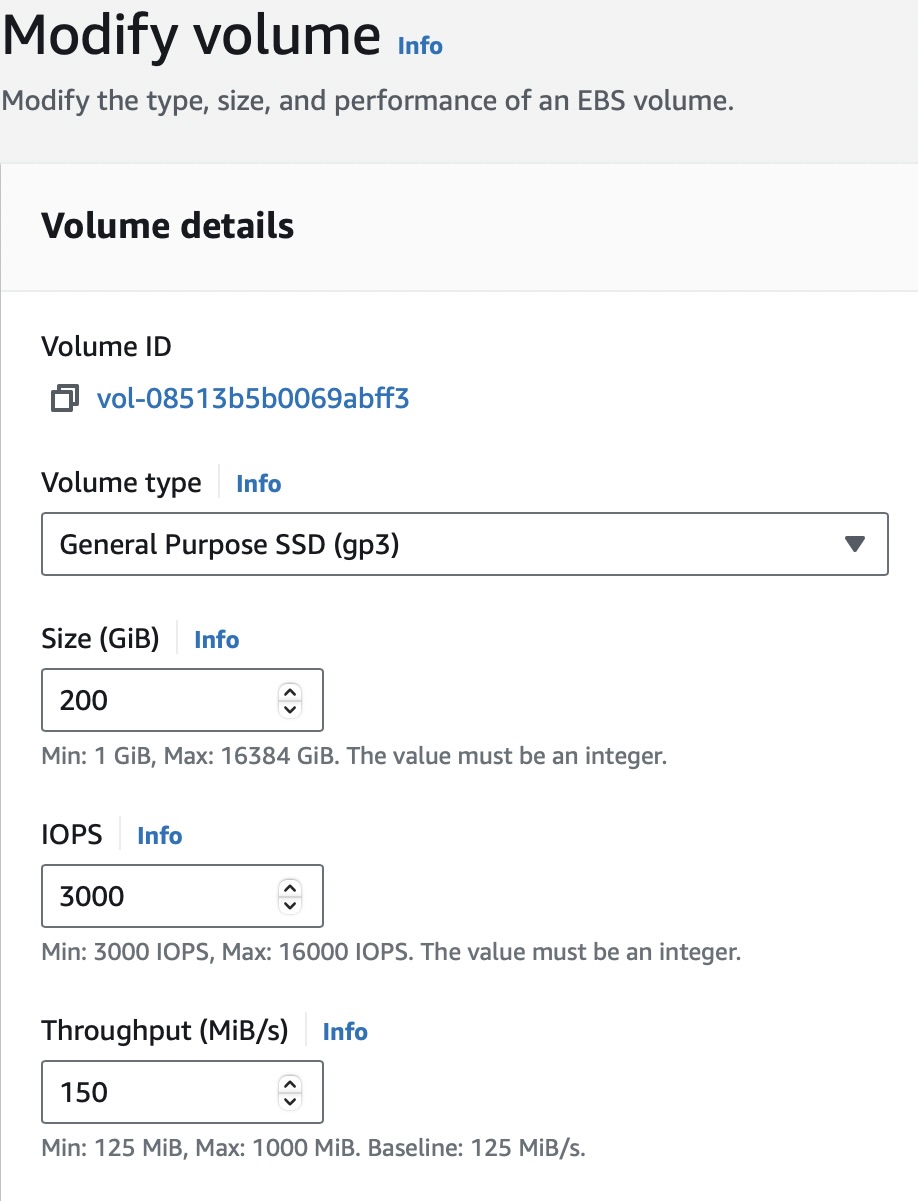 Modify volume Info
Modify the type, size, and performance of an EBS volume.
Volume details
Volume ID
vol-08513b5b0069abff3
Volume type Info
General Purpose SSD (gp3)
Size (GiB) Info
200
Min: 1 GiB, Max: 16384 GiB. The value must be an integer.
IOPS Info
3000
Min: 3000 IOPS, Max: 16000 IOPS. The value must be an integer.
Throughput (MiB/s) Info
150
Min: 125 MiB, Max: 1000 MiB. Baseline: 125 MiB/s.